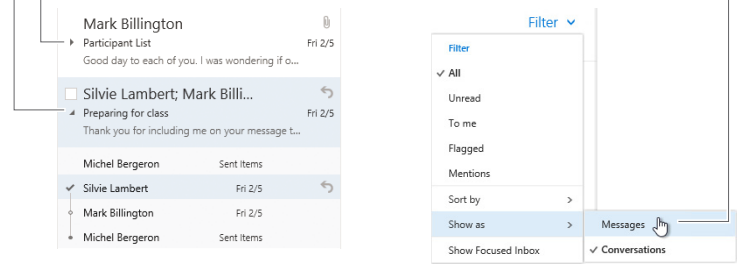 Mark Billington
Participant List Fri 2/5
Good day to each of you. I was wondering if o...
Silvie Lambert; Mark Billi...
Preparing for class Fri 2/5
Thank you for including me on your message t...
Michel Bergeron Sent Items
Silvie Lambert Fri 2/5
Mark Billington Fri 2/5
Michel Bergeron Sent Items
Filter
Filter
All
Unread
To me
Flagged
Mentions
Sort by
Show as
Messages
Show Focused Inbox
Conversations